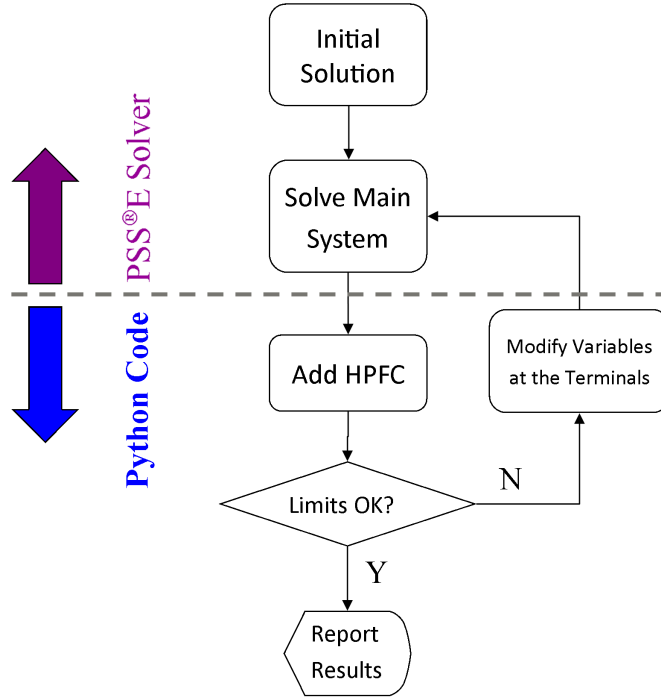 Initial
Solution
PSS®E Solver
Solve Main
System
Python Code
Add HPFC
Modify Variables
at the Terminals
Limits OK?
N
Y
Report
Results